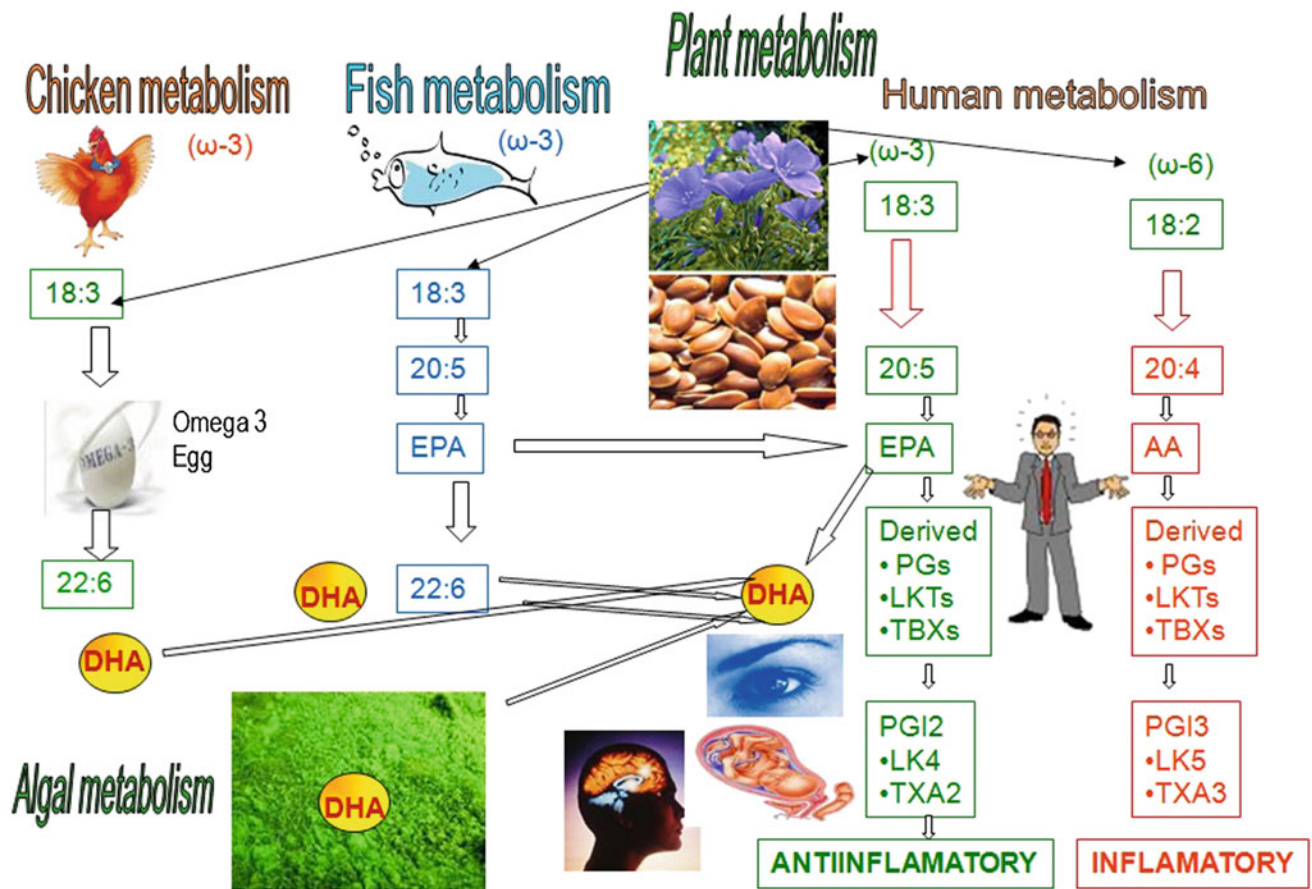 Chicken metabolism
(ω-3)
18:3
Omega 3
Egg
OMEGA-3
22:6
DHA
Fish metabolism
(ω-3)
18:3
20:5
EPA
22:6
DHA
Plant metabolism
Human metabolism
(ω-3)
18:3
20:5
EPA
Derived
• PGs
•LKTs
•TBXs
PGI2
•LK4
•TXA2
ANTIINFLAMATORY
(ω-6)
18:2
20:4
AA
Derived
• PGs
•LKTs
•TBXs
PGI3
•LK5
•TXA3
INFLAMATORY
DHA
Algal metabolism
DHA